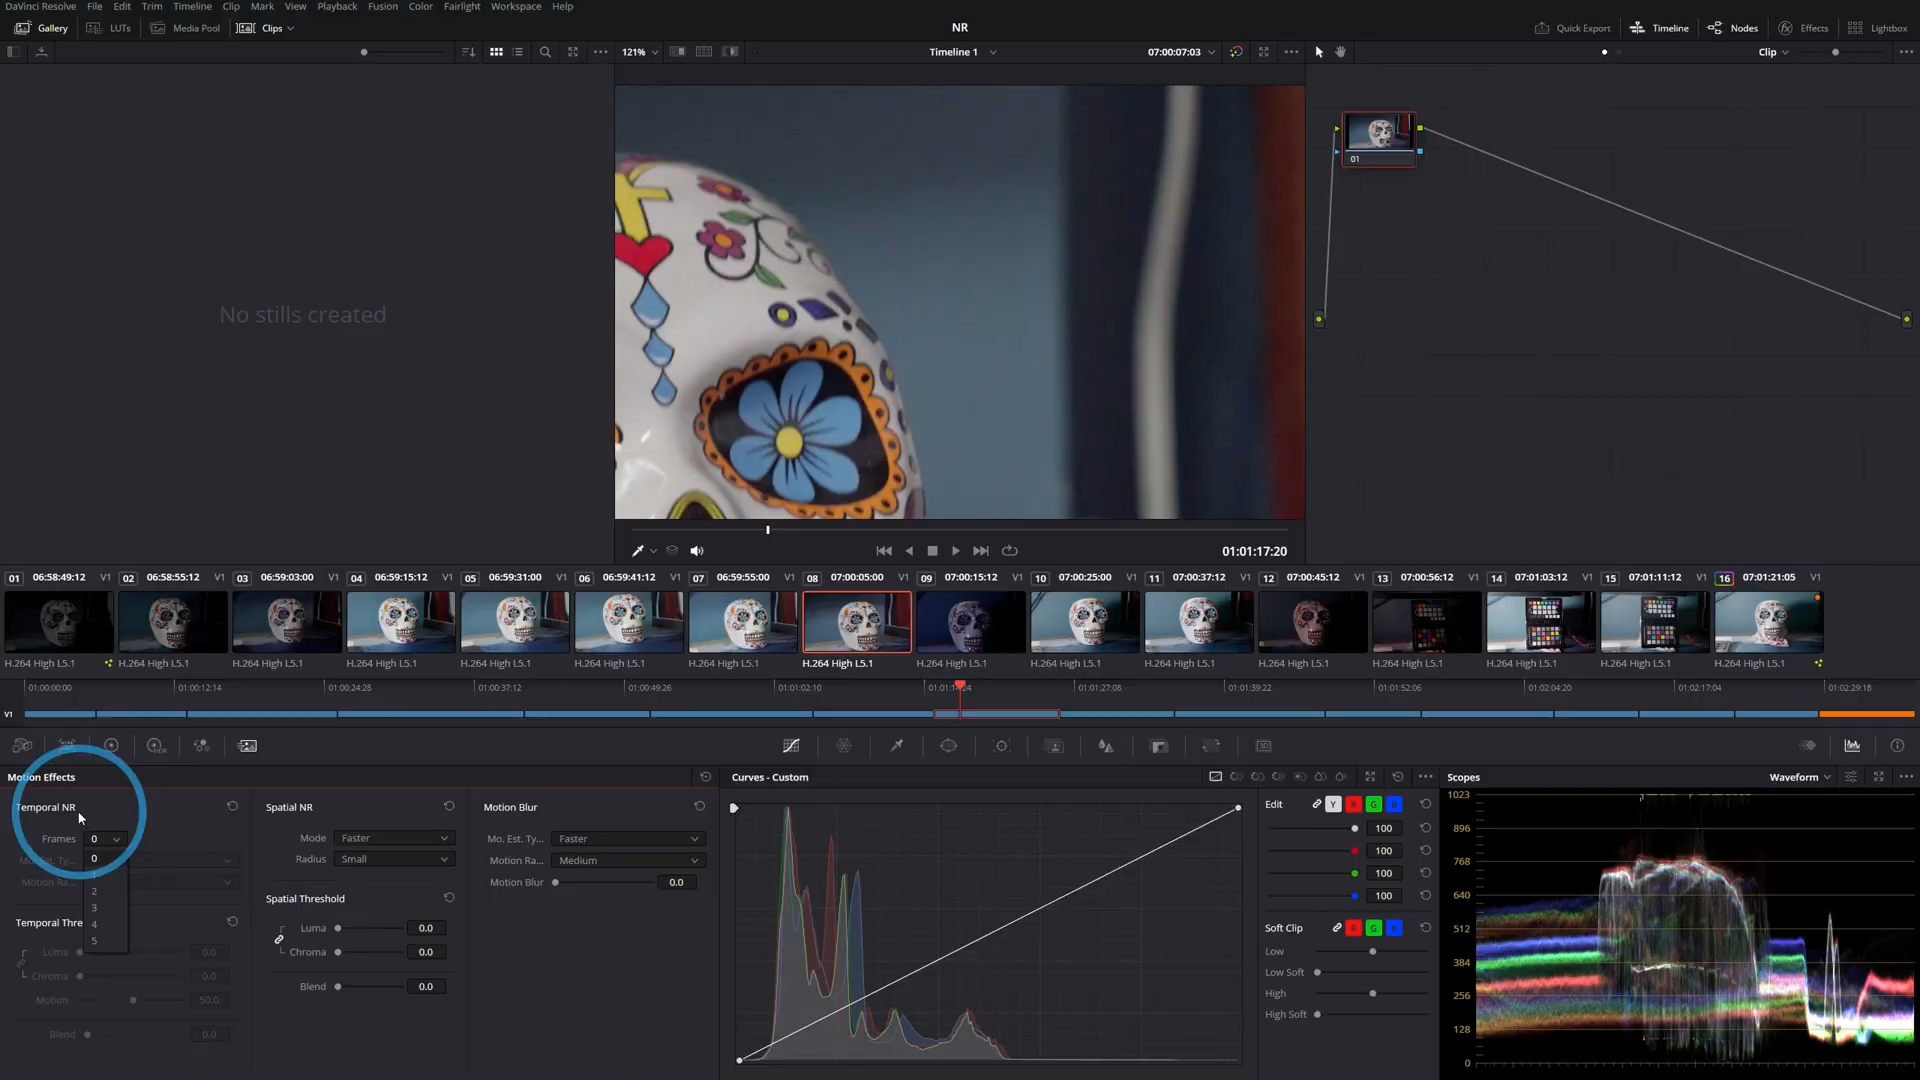 DaVinci Resolve File Edit Trim Timeline Clip Mark View Playback Fusion Color Fairlight Workspace Help
Gallery LUTs Media Pool Clips NR Quick Export Timeline Nodes Effects Lightbox
121% Timeline 1 07:00:07:03 Clip
01
No stills created
01:01:17:20
01 06:58:49:12 V1 02 06:58:55:12 V1 03 06:59:03:00 V1 04 06:59:15:12 V1 05 06:59:31:00 V1 06 06:59:41:12 V1 07 06:59:55:00 V1 08 07:00:05:00 V1 09 07:00:15:12 V1 10 07:00:25:00 V1 11 07:00:37:12 V1 12 07:00:45:12 V1 13 07:00:56:12 V1 14 07:01:03:12 V1 15 07:01:11:12 V1 16 07:01:21:05 V1
H.264 High L5.1 H.264 High L5.1 H.264 High L5.1 H.264 High L5.1 H.264 High L5.1 H.264 High L5.1 H.264 High L5.1 H.264 High L5.1 H.264 High L5.1 H.264 High L5.1 H.264 High L5.1 H.264 High L5.1 H.264 High L5.1 H.264 High L5.1 H.264 High L5.1 H.264 High L5.1
01:00:00:00 01:00:12:14 01:00:24:28 01:00:37:12 01:00:49:26 01:01:02:10 01:01:27:08 01:01:39:22 01:01:52:06 01:02:04:20 01:02:17:04 01:02:29:18
V1
Motion Effects
Temporal NR
Frames 0
0
Mo. Est. Ty...
Motion Ra...
2
3
4
5
Temporal Thre
Luma 0.0
Chroma 0.0
Motion 50.0
Blend 0.0
Spatial NR
Mode Faster
Radius Small
Spatial Threshold
Luma 0.0
Chroma 0.0
Blend 0.0
Motion Blur
Mo. Est. Ty... Faster
Motion Ra... Medium
Motion Blur 0.0
Curves - Custom
Edit Y R G B
100
100
100
100
Soft Clip R G B
Low
Low Soft
High
High Soft
Scopes Waveform
1023
896
768
640
512
384
256
128
0